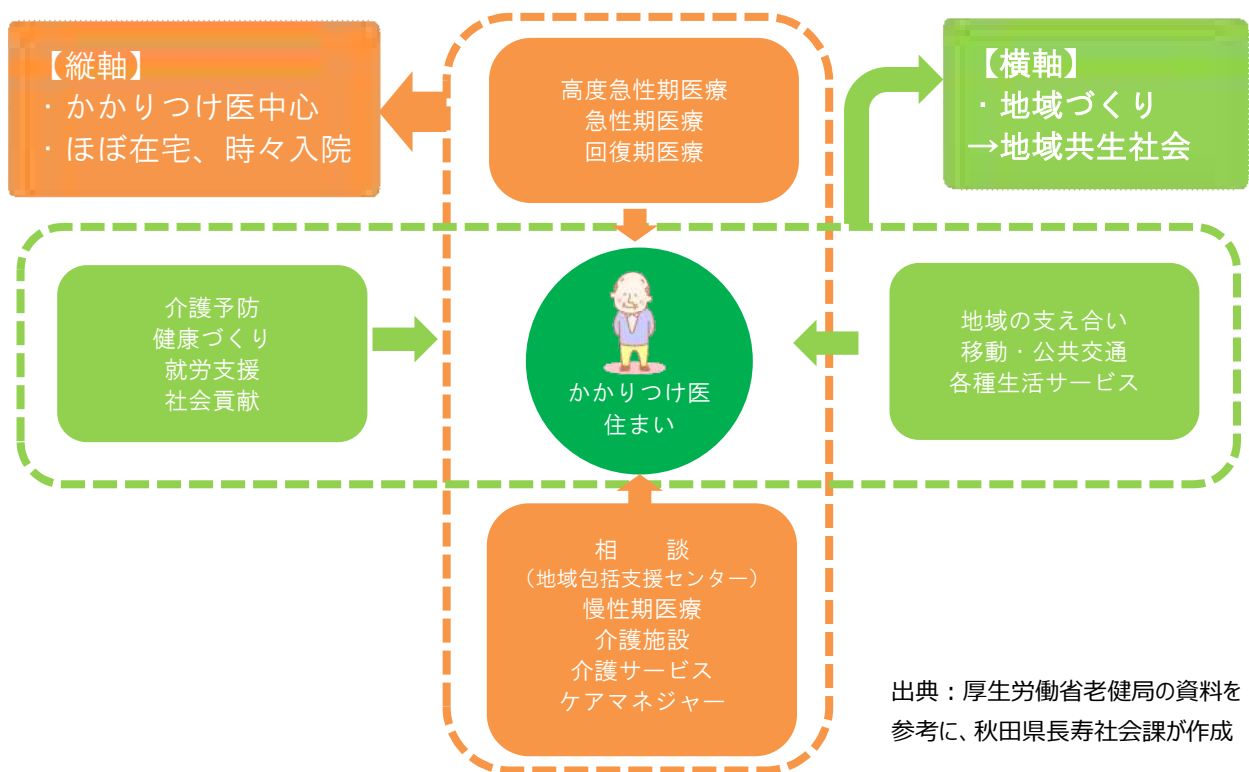 【縦軸】
・かかりつけ医中心
・ほぼ在宅、時々入院
高度急性期医療
急性期医療
回復期医療
【横軸】
・地域づくり
→地域共生社会
介護予防
健康づくり
就労支援
社会貢献
かかりつけ医
住まい
地域の支え合い
移動・公共交通
各種生活サービス
相　　談
（地域包括支援センター）
慢性期医療
介護施設
介護サービス
ケアマネジャー
出典：厚生労働省老健局の資料を
参考に、秋田県長寿社会課が作成